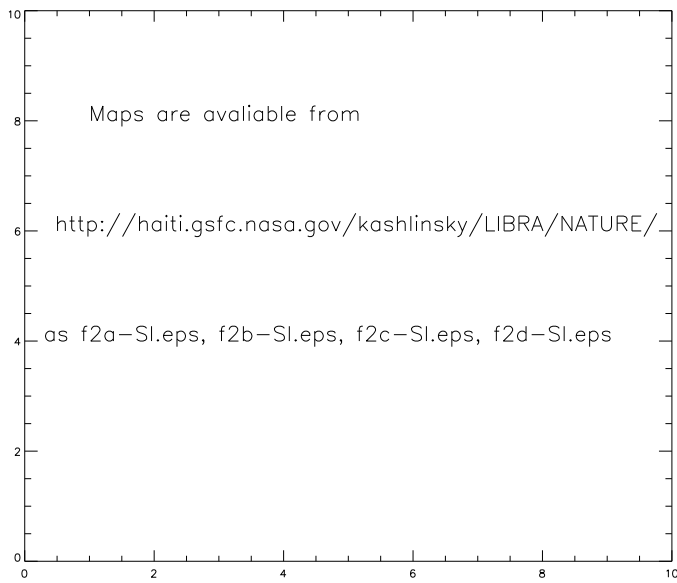 10
Maps are avaliable from
8
http://haiti.gsfc.nasa.gov/kashlinsky/LIBRA/NATURE/
6
as f2a-SI.eps, f2b-SI.eps, f2c-SI.eps, f2d-SI.eps
4
2
0
0 2 4 6 8 10